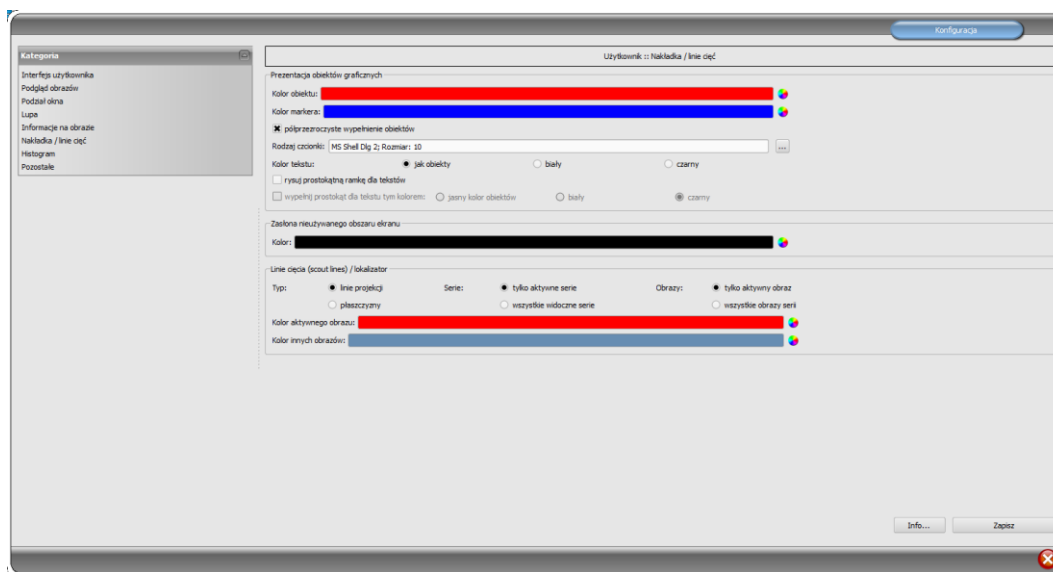 Konfiguracja
Kategoria
Interfejs użytkownika
Podgląd obrazów
Podział okna
Lupa
Informacje na obrazie
Nakładka / linie cięć
Histogram
Pozostałe
Użytkownik :: Nakładka / linie cięć
Prezentacja obiektów graficznych
Kolor obiektu:
Kolor markera:
półprzezroczyste wypełnienie obiektów
Rodzaj czcionki: MS Shell Dlg 2; Rozmiar: 10 ...
Kolor tekstu: jak obiekty biały czarny
rysuj prostokątną ramkę dla tekstów
wypełnij prostokąt dla tekstu tym kolorem: jasny kolor obiektów biały czarny
Zasłona nieużywanego obszaru ekranu
Kolor:
Linie cięcia (scout lines) / lokalizator
Typ: linie projekcji Serie: tylko aktywne serie Obrazy: tylko aktywny obraz
płaszczyzny wszystkie widoczne serie wszystkie obrazy serii
Kolor aktywnego obrazu:
Kolor innych obrazów:
Info... Zapisz